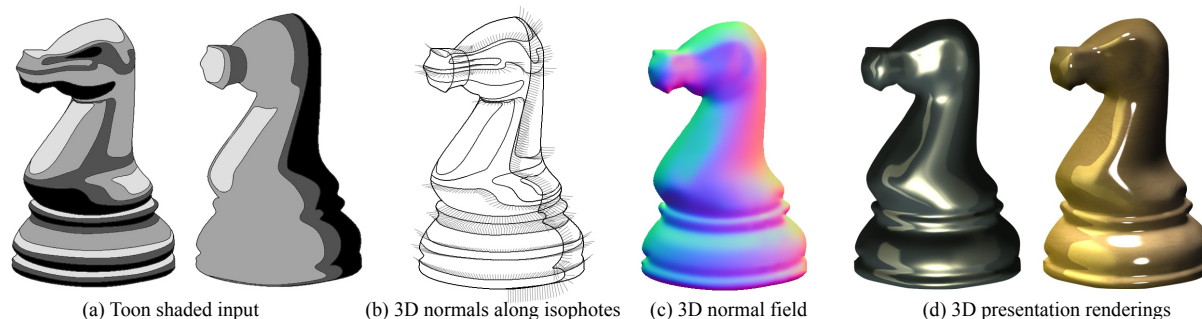 (a) Toon shaded input
(b) 3D normals along isophotes
(c) 3D normal field
(d) 3D presentation renderings